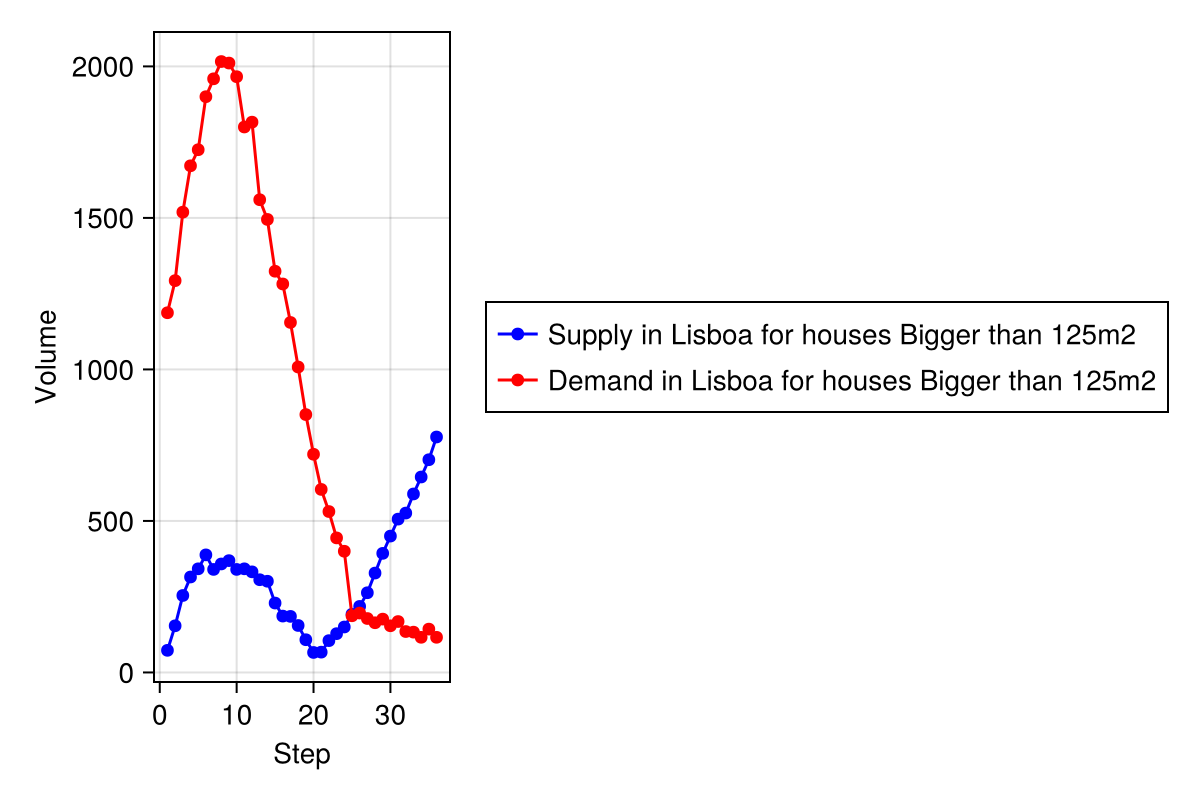 2000
1500
1000
500
0
Volume
0 10 20 30
Step
Supply in Lisboa for houses Bigger than 125m2
Demand in Lisboa for houses Bigger than 125m2